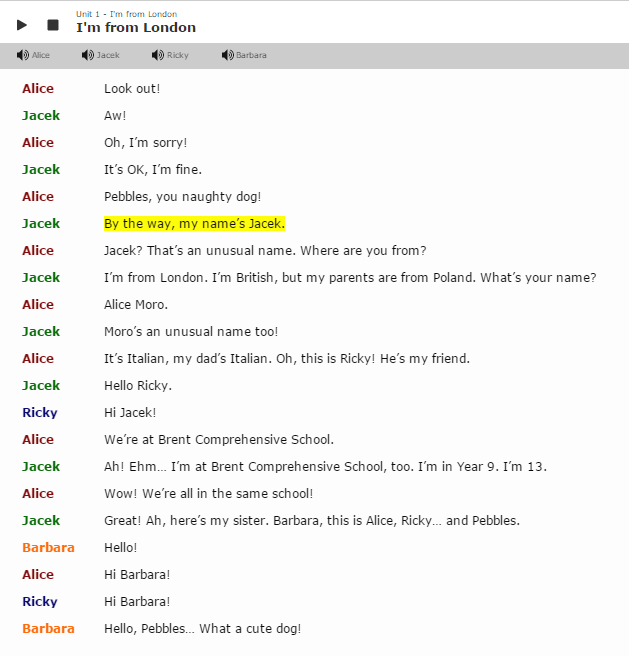 Unit 1 - I'm from London
I'm from London
Alice Jacek Ricky Barbara
Alice Look out!
Jacek Aw!
Alice Oh, I’m sorry!
Jacek It’s OK, I’m fine.
Alice Pebbles, you naughty dog!
Jacek By the way, my name’s Jacek.
Alice Jacek? That’s an unusual name. Where are you from?
Jacek I’m from London. I’m British, but my parents are from Poland. What’s your name?
Alice Alice Moro.
Jacek Moro’s an unusual name too!
Alice It’s Italian, my dad’s Italian. Oh, this is Ricky! He’s my friend.
Jacek Hello Ricky.
Ricky Hi Jacek!
Alice We’re at Brent Comprehensive School.
Jacek Ah! Ehm… I’m at Brent Comprehensive School, too. I’m in Year 9. I’m 13.
Alice Wow! We’re all in the same school!
Jacek Great! Ah, here’s my sister. Barbara, this is Alice, Ricky… and Pebbles.
Barbara Hello!
Alice Hi Barbara!
Ricky Hi Barbara!
Barbara Hello, Pebbles… What a cute dog!